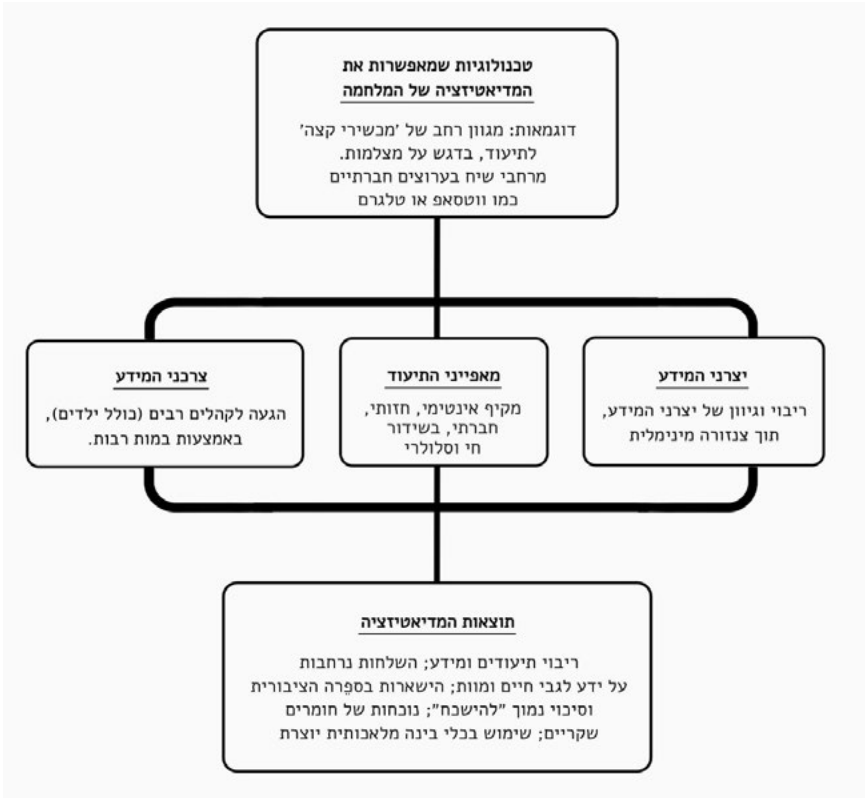 טכנולוגיות שמאפשרות את
המדיאטיזציה של המלחמה
דוגמאות: מגוון רחב של 'מכשירי קצה'
לתיעוד, בדגש על מצלמות.
מרחבי שיח בערוצים חברתיים
כמו ווטסאפ או טלגרם
יצרני המידע
ריבוי וגיוון של יצרני המידע,
תוך צנזורה מינימלית
מאפייני התיעוד
מקיף אינטימי, חזותי,
חברתי, בשידור
חי וסלולרי
צרכני המידע
הגעה לקהלים רבים (כולל ילדים),
באמצעות במות רבות.
תוצאות המדיאטיזציה
ריבוי תיעודים ומידע; השלחות נרחבות
על ידע לגבי חיים ומוות; הישארות בספֶרה הציבורית
וסיכוי נמוך "להישכח"; נוכחות של חומרים
שקריים; שימוש בכלי בינה מלאכותית יוצרת